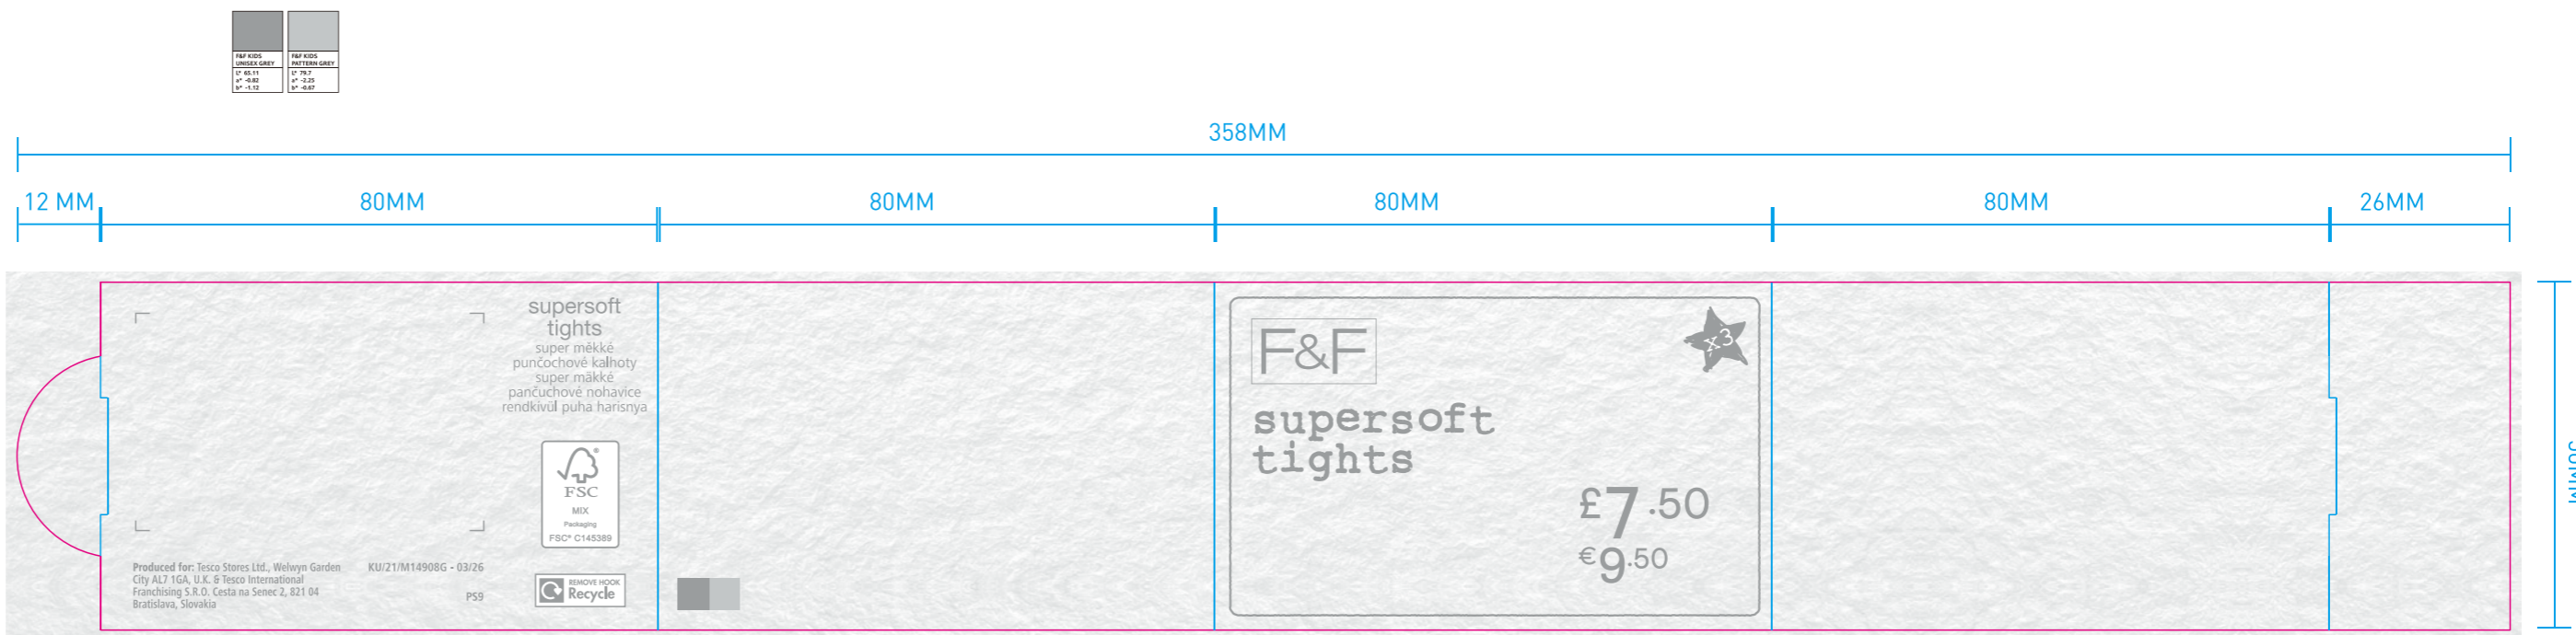 F&F KIDS
UNISEX GREY
L* 65.11
a* -0.82
b* -1.12
F&F KIDS
PATTERN GREY
L* 79.7
a* -2.25
b* -0.67
358MM
12 MM
80MM
80MM
80MM
80MM
26MM
supersoft
tights
super měkké
punčochové kalhoty
super mäkké
pančuchové nohavice
rendkívül puha harisnya
FSC
MIX
Packaging
FSC® C145389
Produced for: Tesco Stores Ltd., Welwyn Garden
City AL7 1GA, U.K. & Tesco International
Franchising S.R.O. Cesta na Senec 2, 821 04
Bratislava, Slovakia
KU/21/M14908G - 03/26
PS9
REMOVE HOOK
Recycle
F&F
x3
supersoft
tights
£7.50
€9.50